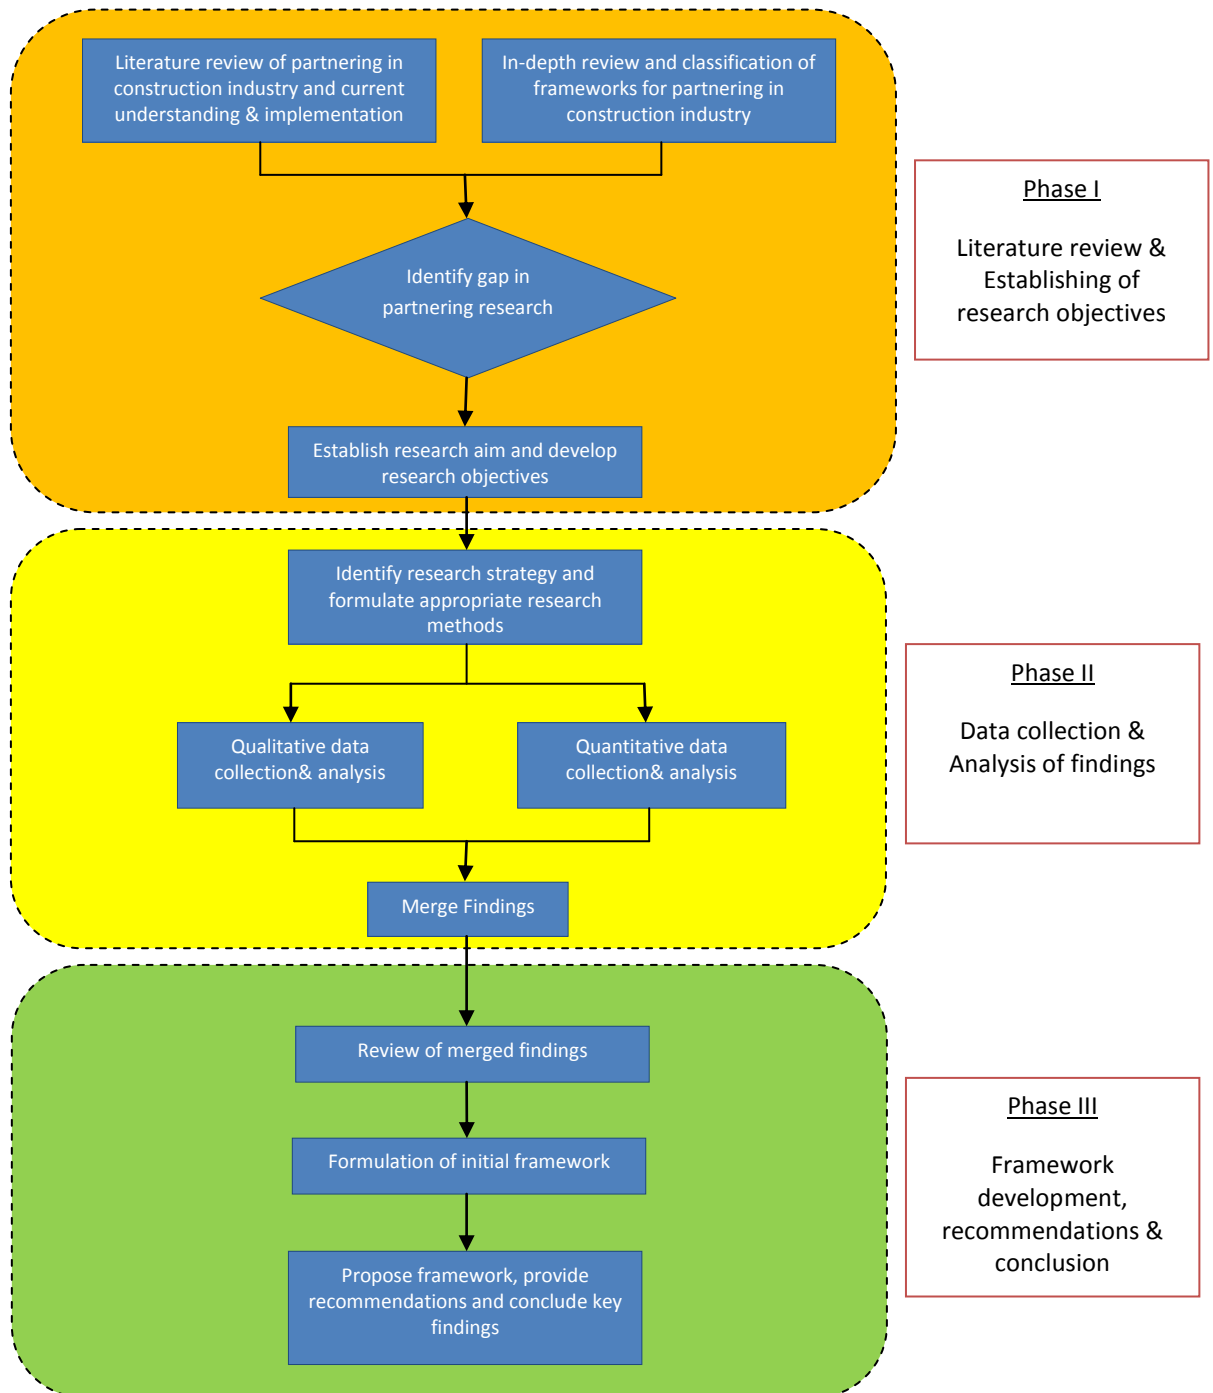 Literature review of partnering in
construction industry and current
understanding & implementation
In-depth review and classification of
frameworks for partnering in
construction industry
Phase I
Literature review &
Establishing of
research objectives
Identify gap in
partnering research
Establish research aim and develop
research objectives
Identify research strategy and
formulate appropriate research
methods
Phase II
Data collection &
Analysis of findings
Qualitative data
collection& analysis
Quantitative data
collection& analysis
Merge Findings
Review of merged findings
Phase III
Framework
development,
recommendations &
conclusion
Formulation of initial framework
Propose framework, provide
recommendations and conclude key
findings